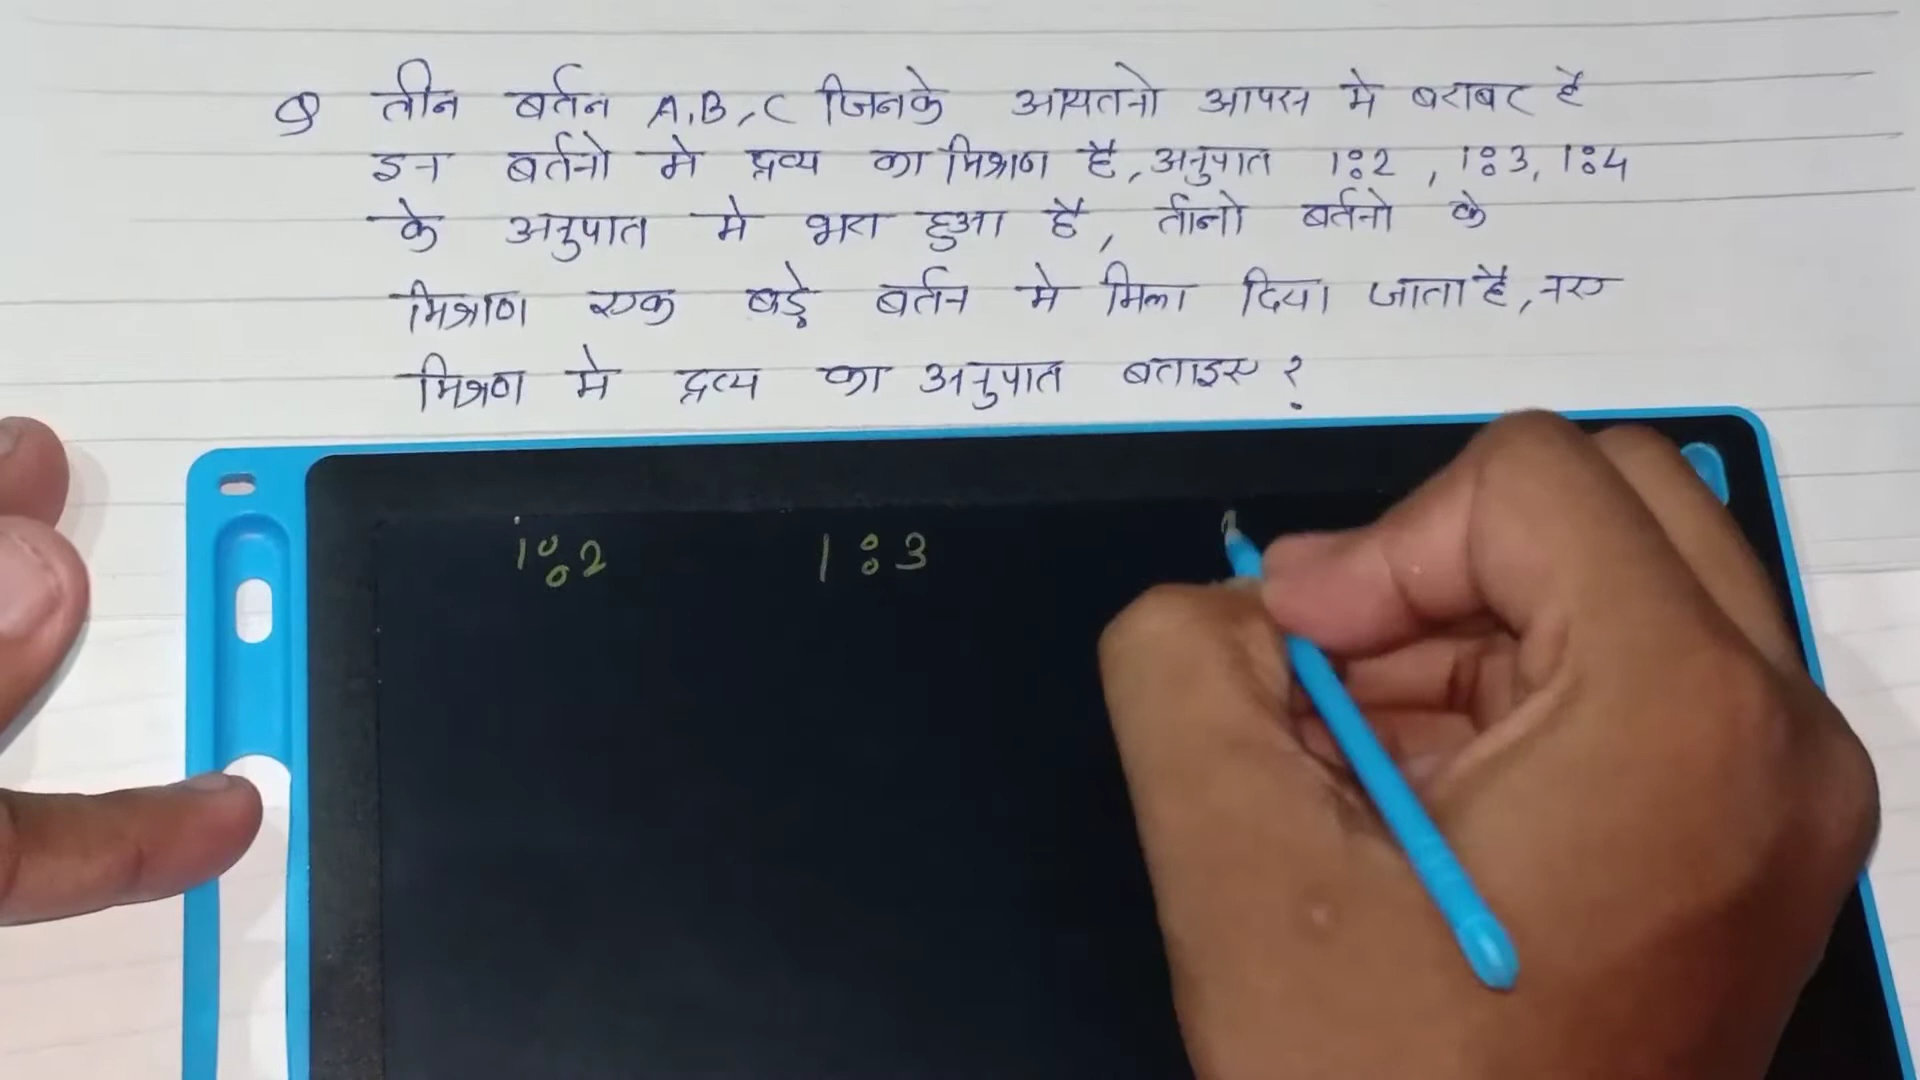 Q तीन बर्तन A,B,C जिनके आयतनो आपस मे बराबर है
इन बर्तनो मे द्रव्य का मिश्रण है, अनुपात 1:2, 1:3, 1:4
के अनुपात मे भरा हुआ है, तीनो बर्तनो के
मिश्रण एक बड़े बर्तन मे मिला दिया जाता है, नए
मिश्रण मे द्रव्य का अनुपात बताइए ?
1:2 1:3